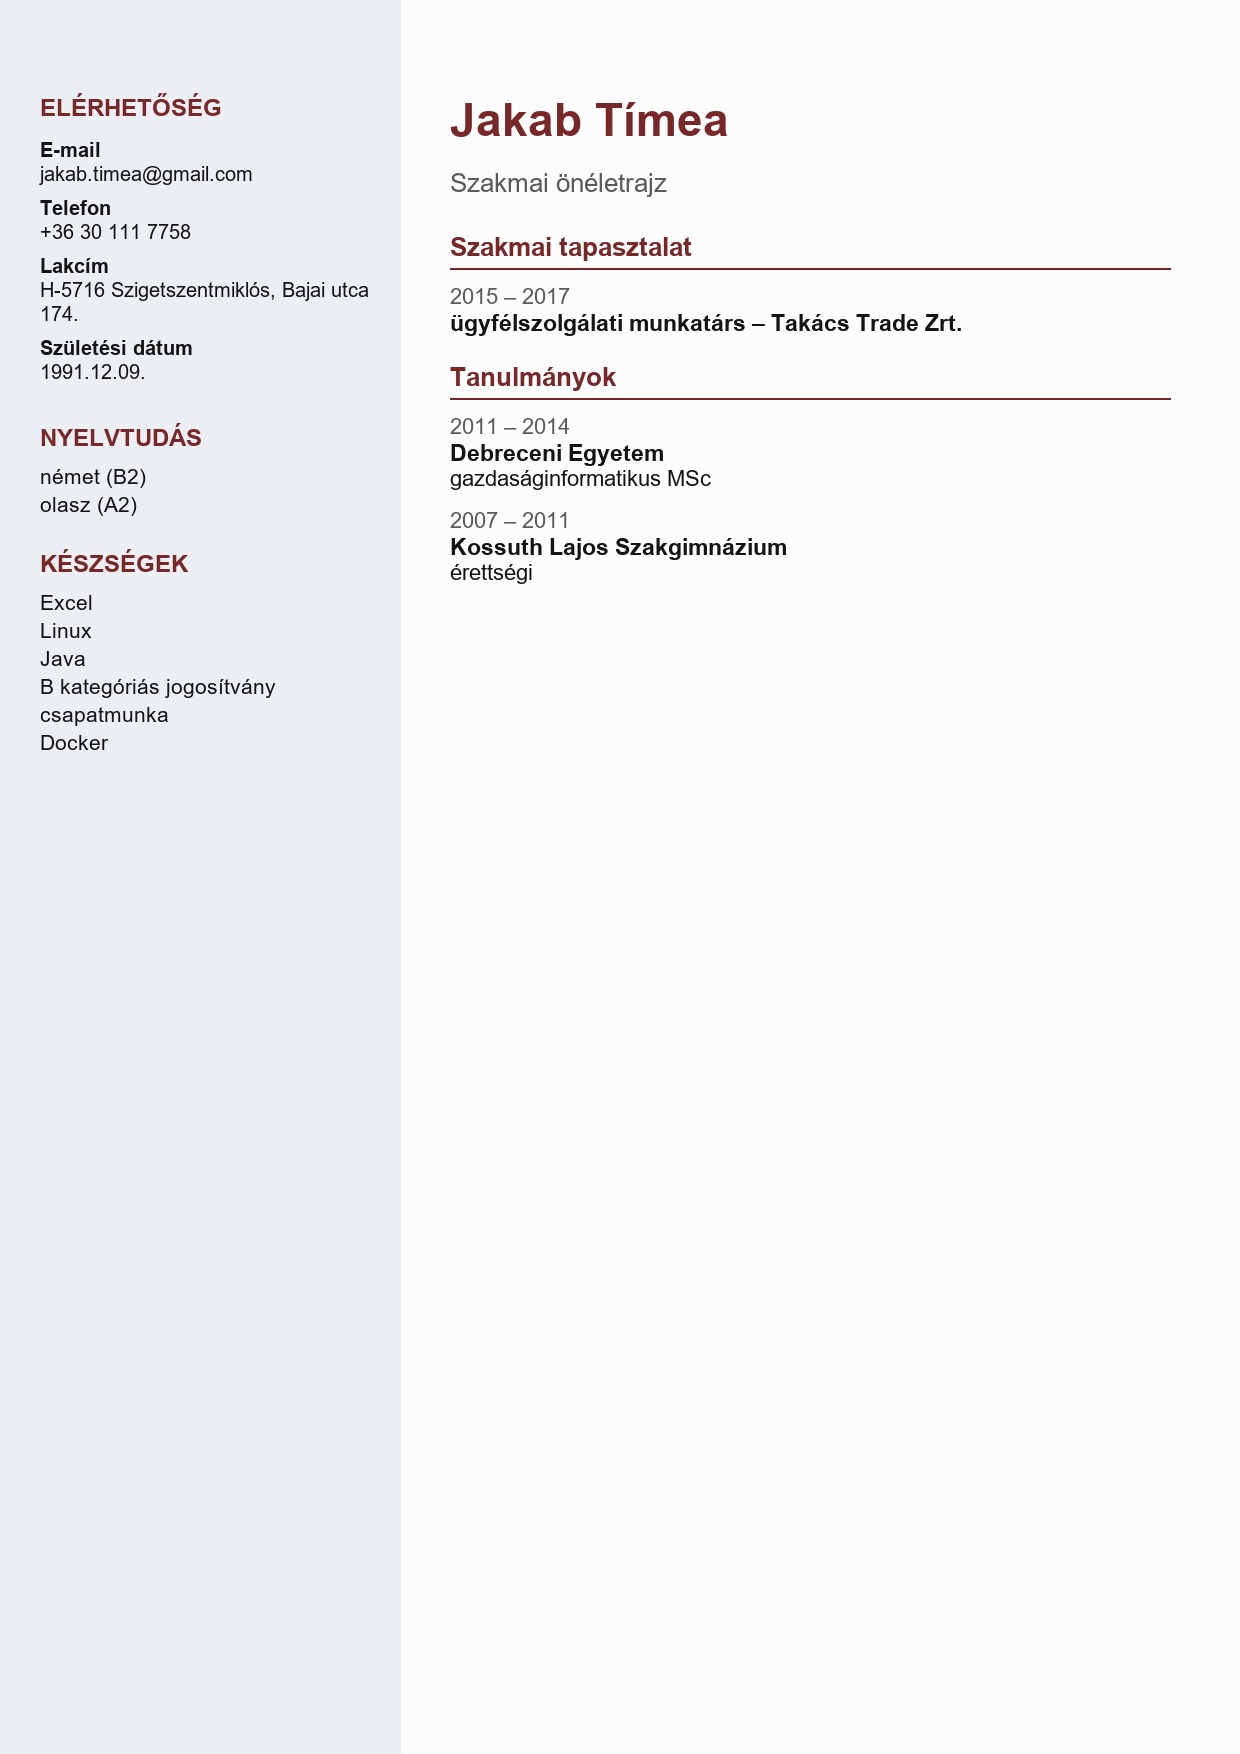 ELÉRHETŐSÉG
E-mail
jakab.timea@gmail.com
Telefon
+36 30 111 7758
Lakcím
H-5716 Szigetszentmiklós, Bajai utca
174.
Születési dátum
1991.12.09.
NYELVTUDÁS
német (B2)
olasz (A2)
KÉSZSÉGEK
Excel
Linux
Java
B kategóriás jogosítvány
csapatmunka
Docker
Jakab Tímea
Szakmai önéletrajz
Szakmai tapasztalat
2015 – 2017
ügyfélszolgálati munkatárs – Takács Trade Zrt.
Tanulmányok
2011 – 2014
Debreceni Egyetem
gazdaságinformatikus MSc
2007 – 2011
Kossuth Lajos Szakgimnázium
érettségi